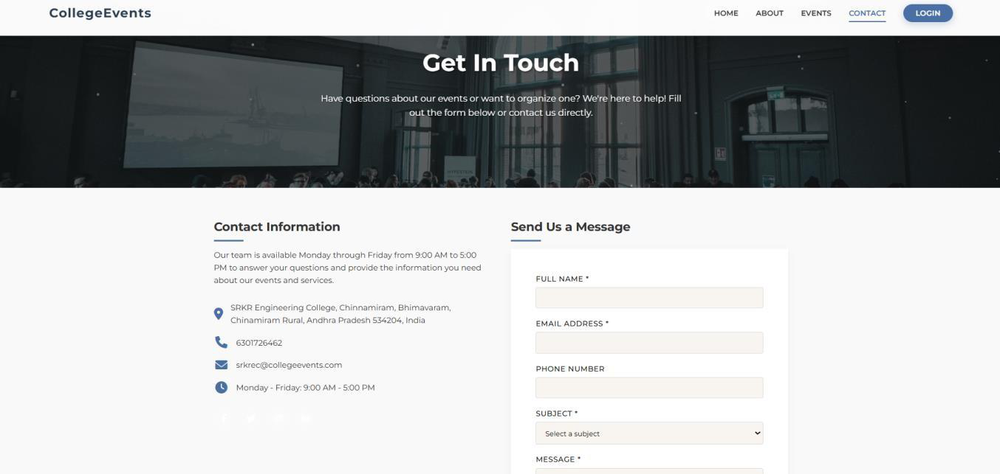 CollegeEvents
HOME
ABOUT
EVENTS
CONTACT
LOGIN
Get In Touch
Have questions about our events or want to organize one? We're here to help! Fill
out the form below or contact us directly.
HYPESTEIN
Contact Information
Our team is available Monday through Friday from 9:00 AM to 5:00
PM to answer your questions and provide the information you need
about our events and services.
SRKR Engineering College, Chinnamiram, Bhimavaram,
Chinamiram Rural, Andhra Pradesh 534204, India
6301726462
srkrec@collegeevents.com
Monday - Friday: 9:00 AM - 5:00 PM
Send Us a Message
FULL NAME *
EMAIL ADDRESS *
PHONE NUMBER
SUBJECT *
Select a subject
MESSAGE *